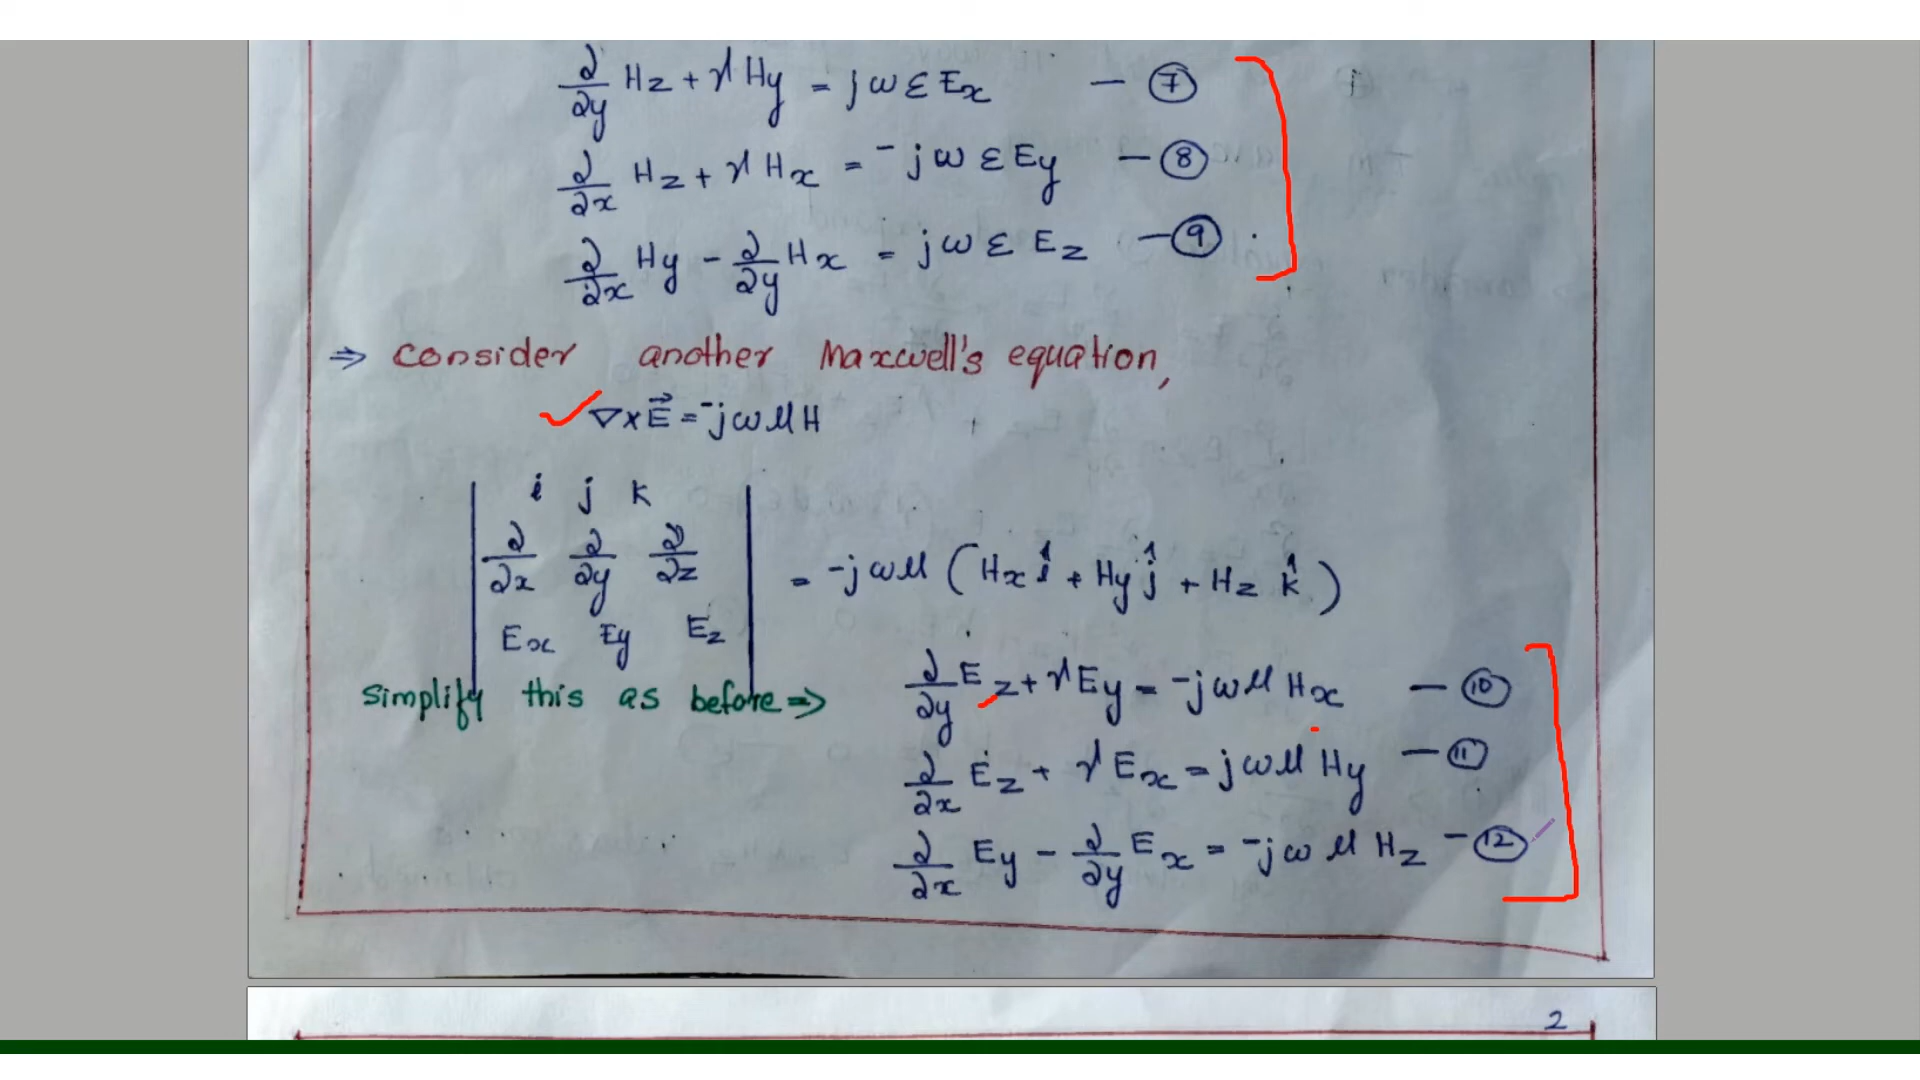 ∂/∂y Hz + γ Hy = jωε Ex — ⑦
∂/∂x Hz + γ Hx = -jωε Ey — ⑧
∂/∂x Hy - ∂/∂y Hx = jωε Ez — ⑨
⇒ Consider another Maxwell's equation,
✓ ∇×E⃗ = -jωμH
i j k
∂/∂x ∂/∂y ∂/∂z = -jωμ (Hx î + Hy ĵ + Hz k̂)
Ex Ey Ez
Simplify this as before ⇒ ∂/∂y Ez + γEy = -jωμ Hx — ⑩
∂/∂x Ez + γEx = jωμ Hy — ⑪
∂/∂x Ey - ∂/∂y Ex = -jωμ Hz — ⑫
2